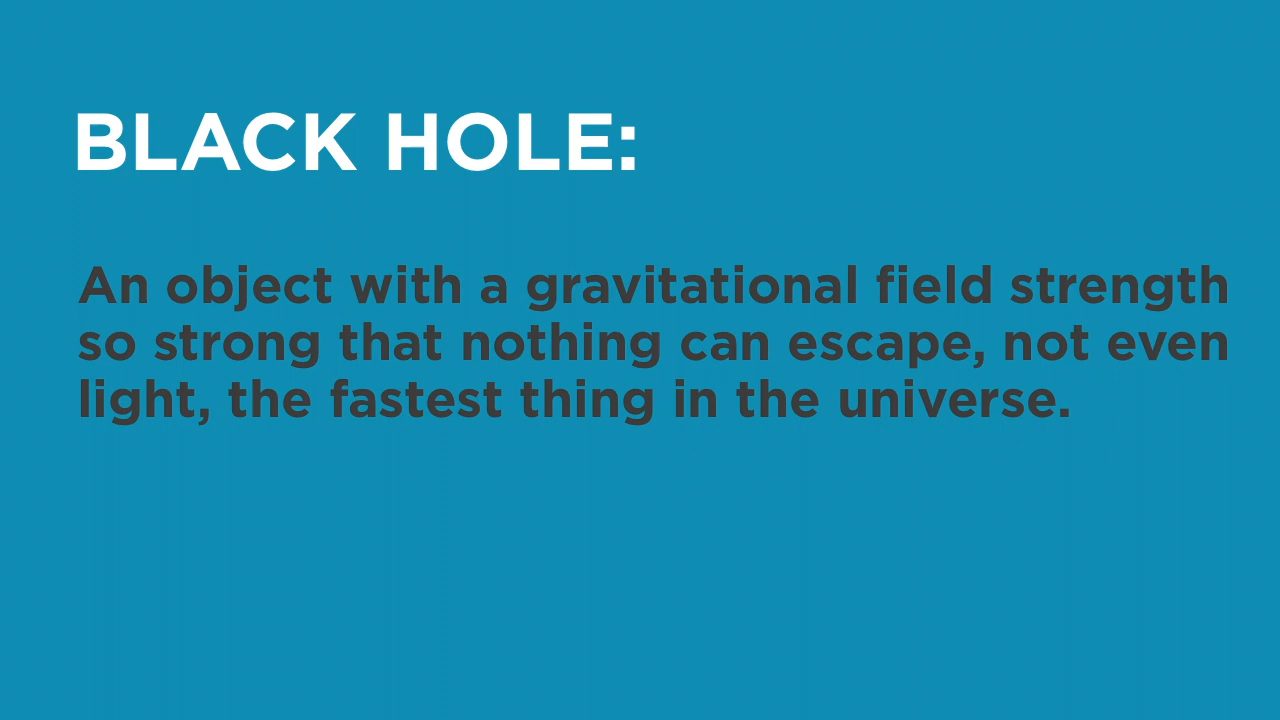 BLACK HOLE:
An object with a gravitational field strength
so strong that nothing can escape, not even
light, the fastest thing in the universe.